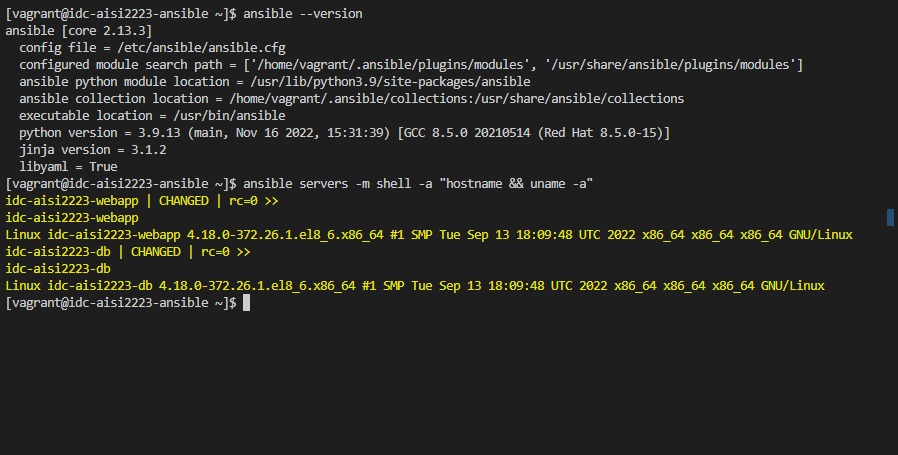 [vagrant@idc-aisi2223-ansible ~]$ ansible --version
ansible [core 2.13.3]
  config file = /etc/ansible/ansible.cfg
  configured module search path = ['/home/vagrant/.ansible/plugins/modules', '/usr/share/ansible/plugins/modules']
  ansible python module location = /usr/lib/python3.9/site-packages/ansible
  ansible collection location = /home/vagrant/.ansible/collections:/usr/share/ansible/collections
  executable location = /usr/bin/ansible
  python version = 3.9.13 (main, Nov 16 2022, 15:31:39) [GCC 8.5.0 20210514 (Red Hat 8.5.0-15)]
  jinja version = 3.1.2
  libyaml = True
[vagrant@idc-aisi2223-ansible ~]$ ansible servers -m shell -a "hostname && uname -a"
idc-aisi2223-webapp | CHANGED | rc=0 >>
idc-aisi2223-webapp
Linux idc-aisi2223-webapp 4.18.0-372.26.1.el8_6.x86_64 #1 SMP Tue Sep 13 18:09:48 UTC 2022 x86_64 x86_64 x86_64 GNU/Linux
idc-aisi2223-db | CHANGED | rc=0 >>
idc-aisi2223-db
Linux idc-aisi2223-db 4.18.0-372.26.1.el8_6.x86_64 #1 SMP Tue Sep 13 18:09:48 UTC 2022 x86_64 x86_64 x86_64 GNU/Linux
[vagrant@idc-aisi2223-ansible ~]$